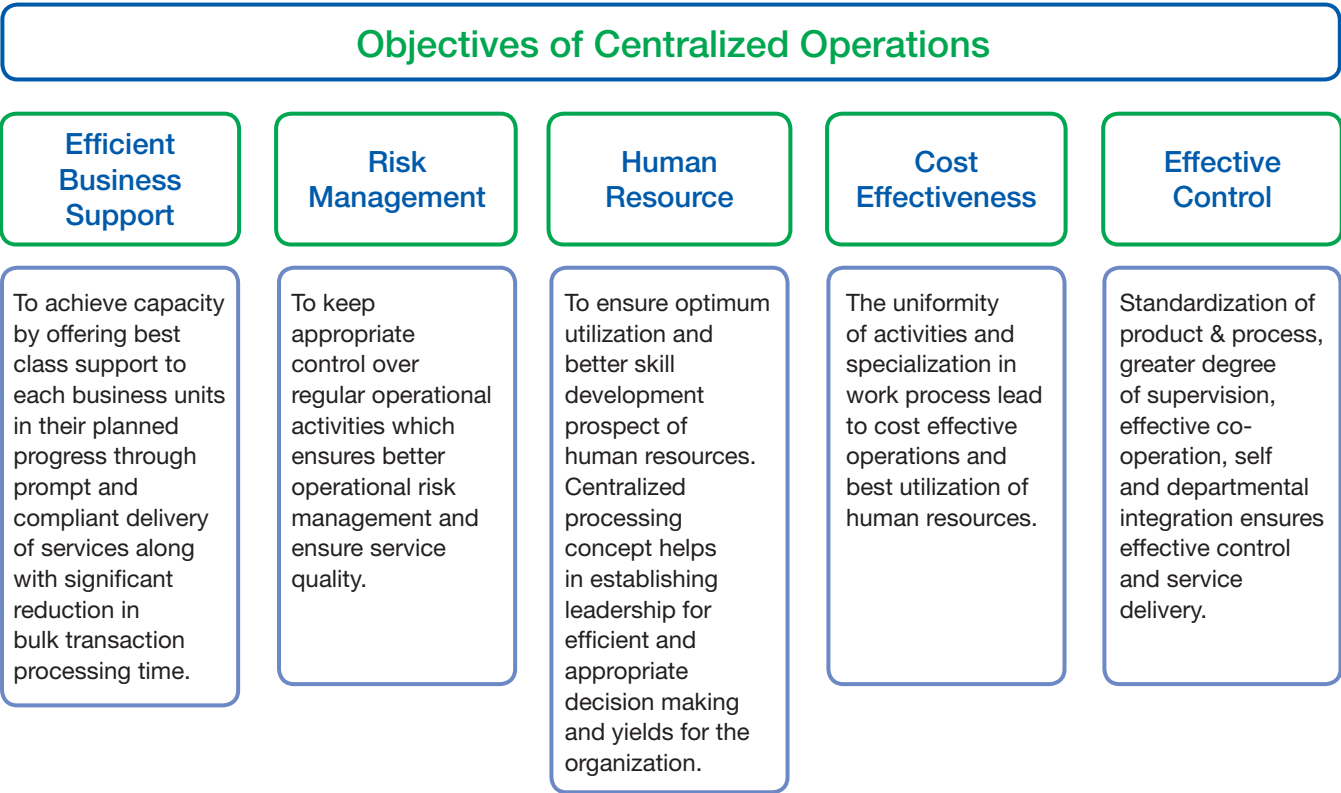 Objectives of Centralized Operations
Efficient
Business
Support
Risk
Management
Human
Resource
Cost
Effectiveness
Effective
Control
To achieve capacity
by offering best
class support to
each business units
in their planned
progress through
prompt and
compliant delivery
of services along
with significant
reduction in
bulk transaction
processing time.
To keep
appropriate
control over
regular operational
activities which
ensures better
operational risk
management and
ensure service
quality.
To ensure optimum
utilization and
better skill
development
prospect of
human resources.
Centralized
processing
concept helps
in establishing
leadership for
efficient and
appropriate
decision making
and yields for the
organization.
The uniformity
of activities and
specialization in
work process lead
to cost effective
operations and
best utilization of
human resources.
Standardization of
product & process,
greater degree
of supervision,
effective co-
operation, self
and departmental
integration ensures
effective control
and service
delivery.